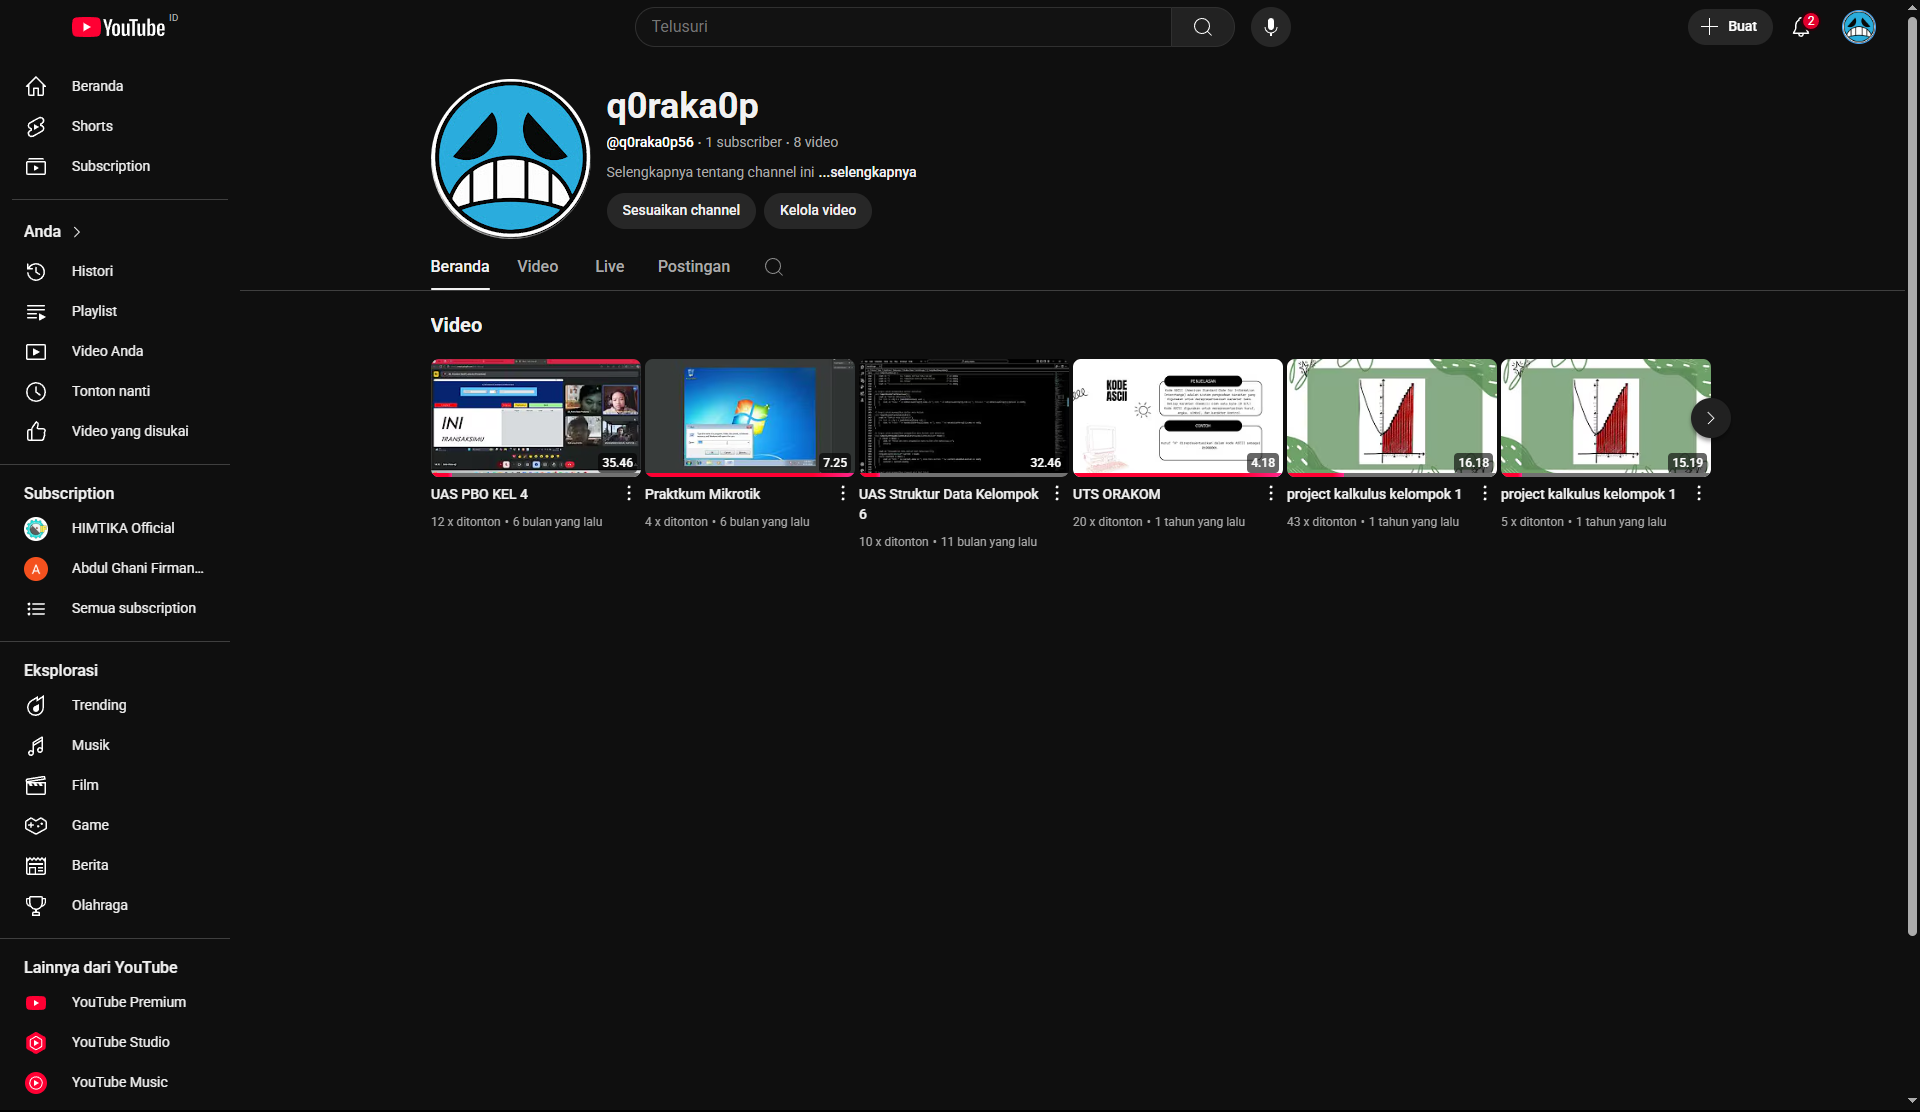 YouTube ID
Telusuri
Buat
2
Beranda
Shorts
Subscription
Anda
Histori
Playlist
Video Anda
Tonton nanti
Video yang disukai
Subscription
HIMTIKA Official
A
Abdul Ghani Firman...
Semua subscription
Eksplorasi
Trending
Musik
Film
Game
Berita
Olahraga
Lainnya dari YouTube
YouTube Premium
YouTube Studio
YouTube Music
q0raka0p
@q0raka0p56 · 1 subscriber · 8 video
Selengkapnya tentang channel ini ...selengkapnya
Sesuaikan channel
Kelola video
Beranda
Video
Live
Postingan
Video
INI
TRANSAKSIMU
35.46
UAS PBO KEL 4
12 x ditonton • 6 bulan yang lalu
7.25
Praktkum Mikrotik
4 x ditonton • 6 bulan yang lalu
32.46
UAS Struktur Data Kelompok
6
10 x ditonton • 11 bulan yang lalu
KODE
ASCII
PENJELASAN
CONTOH
4.18
UTS ORAKOM
20 x ditonton • 1 tahun yang lalu
16.18
project kalkulus kelompok 1
43 x ditonton • 1 tahun yang lalu
15.19
project kalkulus kelompok 1
5 x ditonton • 1 tahun yang lalu